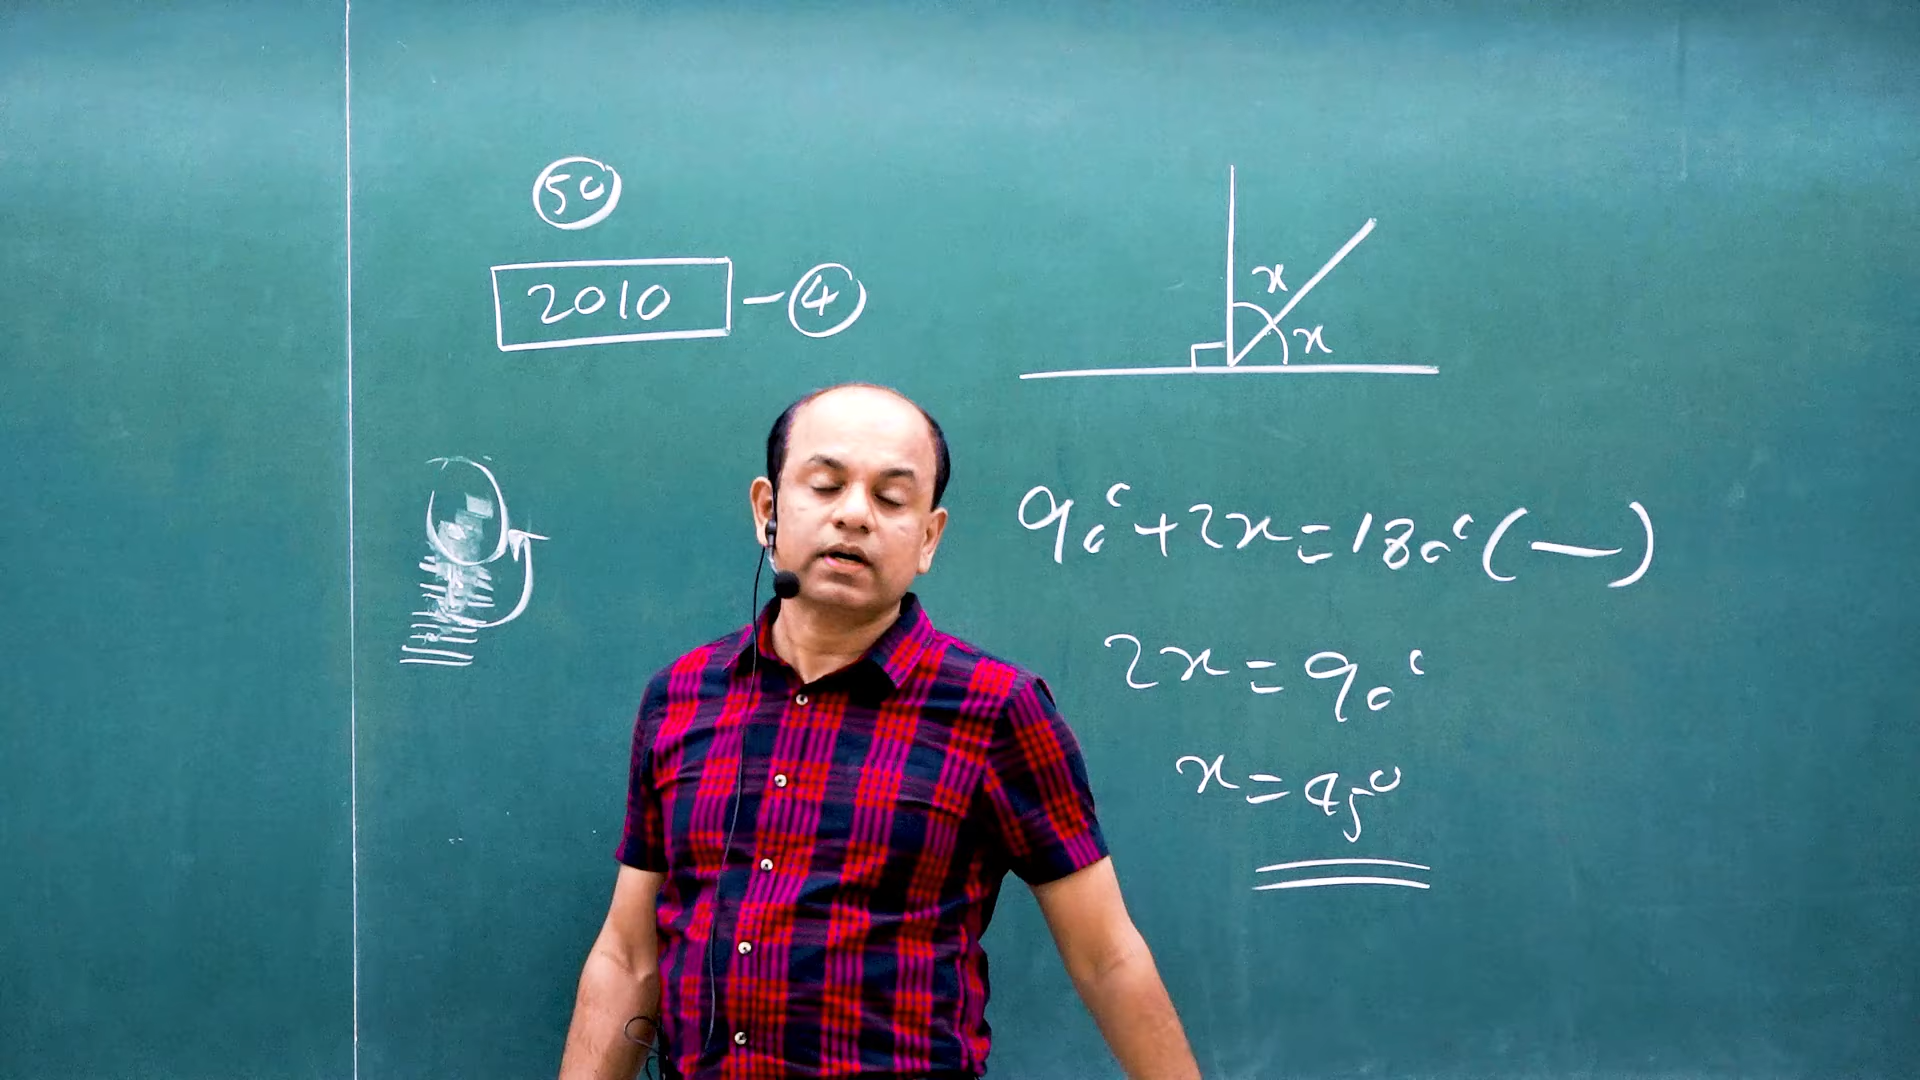 50
2010 - 4
x
x
90° + 2x = 180° ( — )
2x = 90°
x = 45°